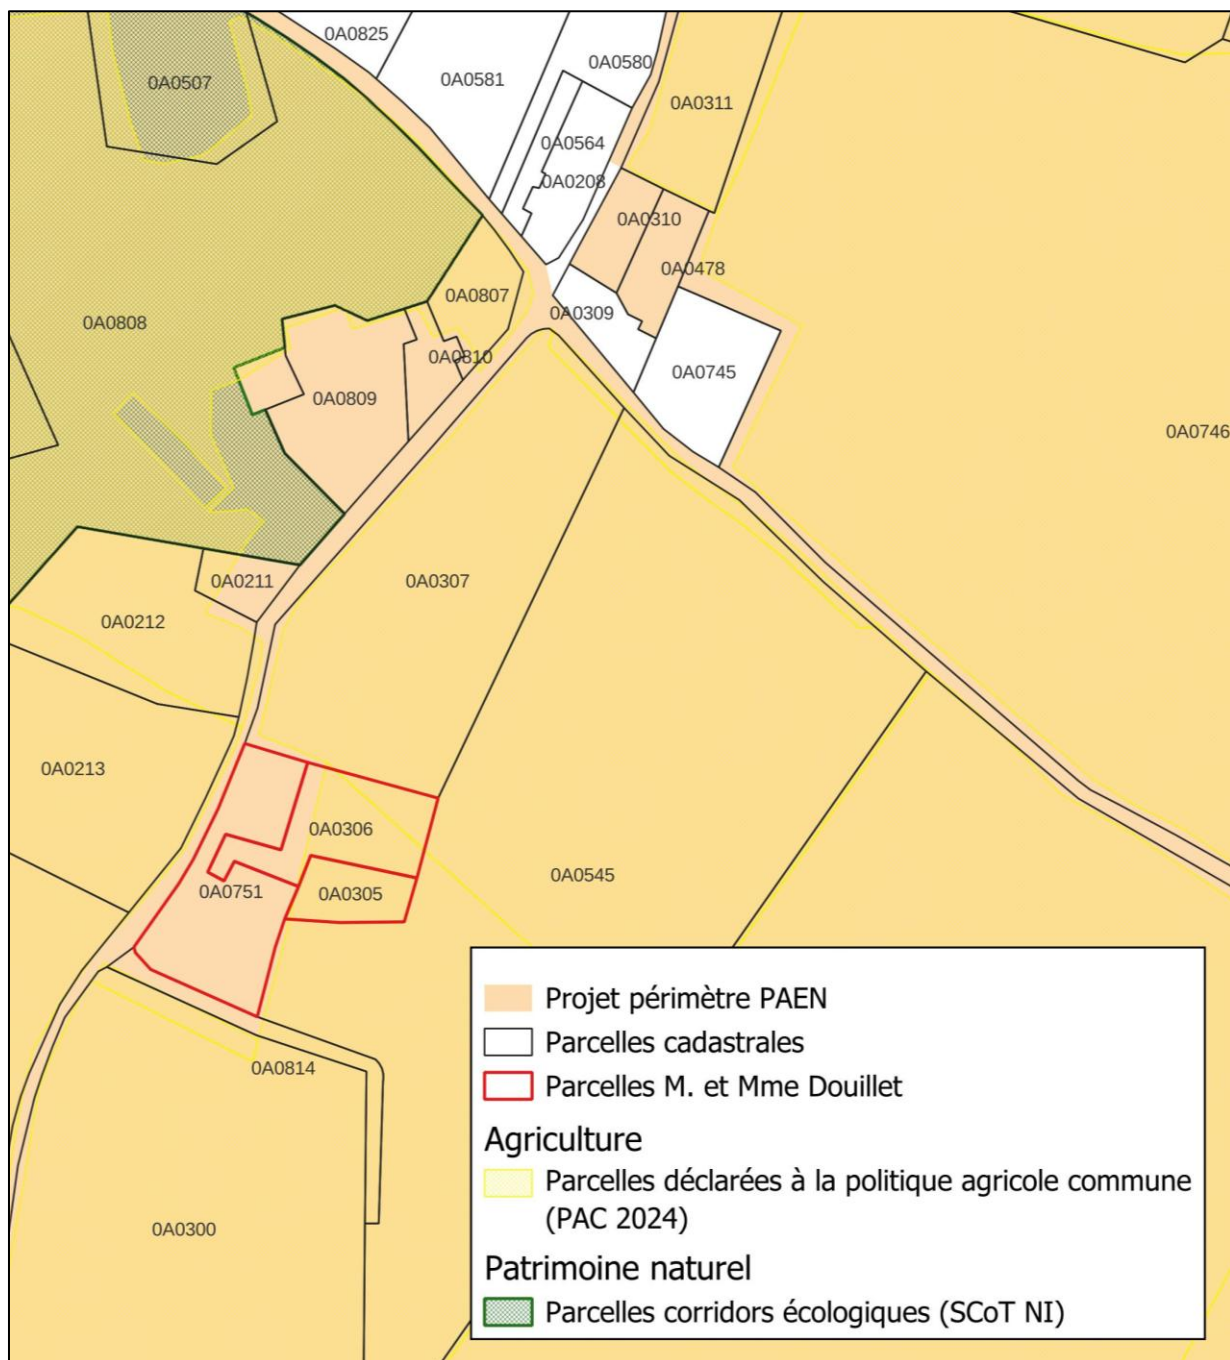 0A0825
0A0581
0A0580
0A0507
0A0311
0A0564
0A0208
0A0310
0A0478
0A0807
0A0309
0A0808
0A0810
0A0745
0A0809
0A0746
0A0211
0A0307
0A0212
0A0213
0A0306
0A0545
0A0751
0A0305
0A0814
0A0300
Projet périmètre PAEN
Parcelles cadastrales
Parcelles M. et Mme Douillet
Agriculture
Parcelles déclarées à la politique agricole commune
(PAC 2024)
Patrimoine naturel
Parcelles corridors écologiques (SCoT NI)